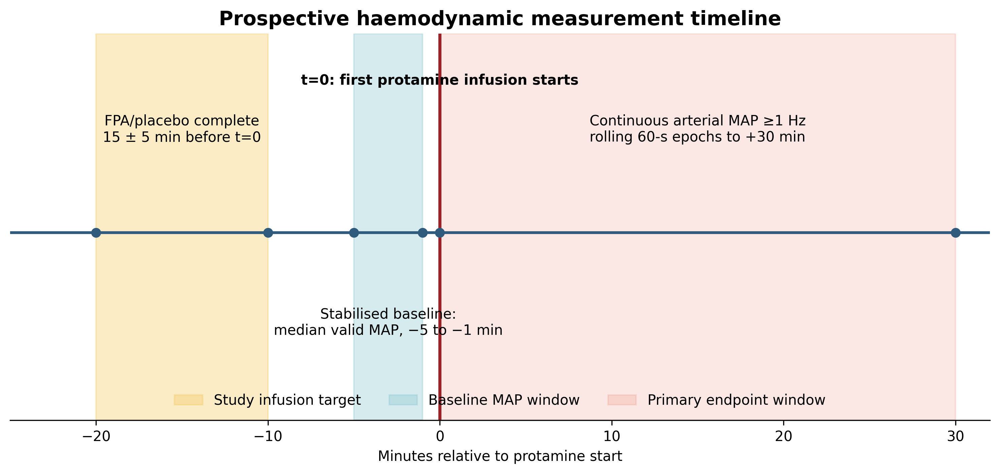 Prospective haemodynamic measurement timeline
t=0: first protamine infusion starts
FPA/placebo complete
15 ± 5 min before t=0
Continuous arterial MAP ≥1 Hz
rolling 60-s epochs to +30 min
Stabilised baseline:
median valid MAP, −5 to −1 min
Study infusion target
Baseline MAP window
Primary endpoint window
−20
−10
0
10
20
30
Minutes relative to protamine start